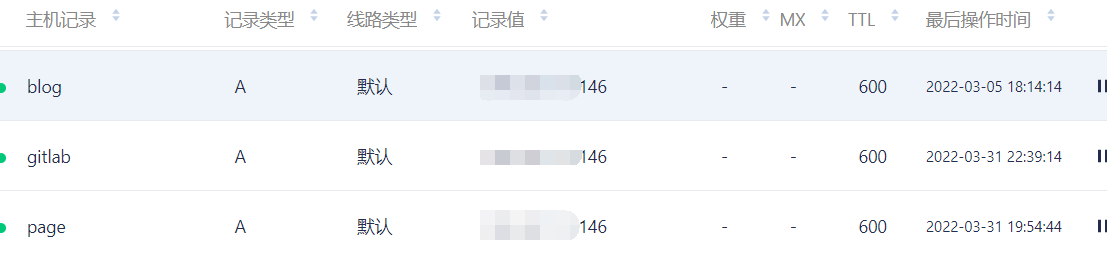 主机记录 记录类型 线路类型 记录值 权重 MX TTL 最后操作时间
blog A 默认 146 - - 600 2022-03-05 18:14:14
gitlab A 默认 146 - - 600 2022-03-31 22:39:14
page A 默认 146 - - 600 2022-03-31 19:54:44